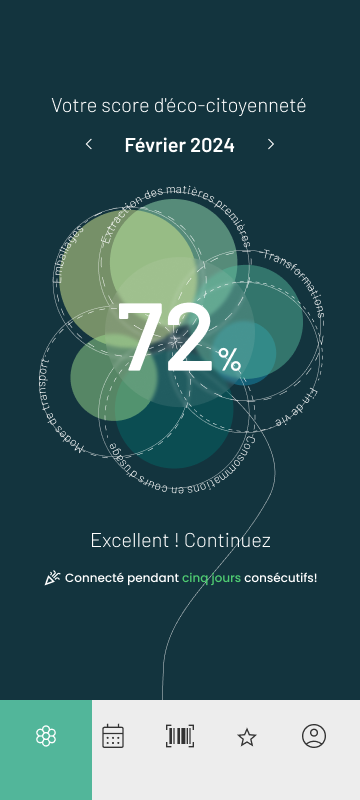 Votre score d'éco-citoyenneté
Février 2024
Extraction des matières premières
Emballages
Transformations
72%
Modes de transport
Fin de vie
Consommations en cours d'usage
Excellent ! Continuez
Connecté pendant cinq jours consécutifs!